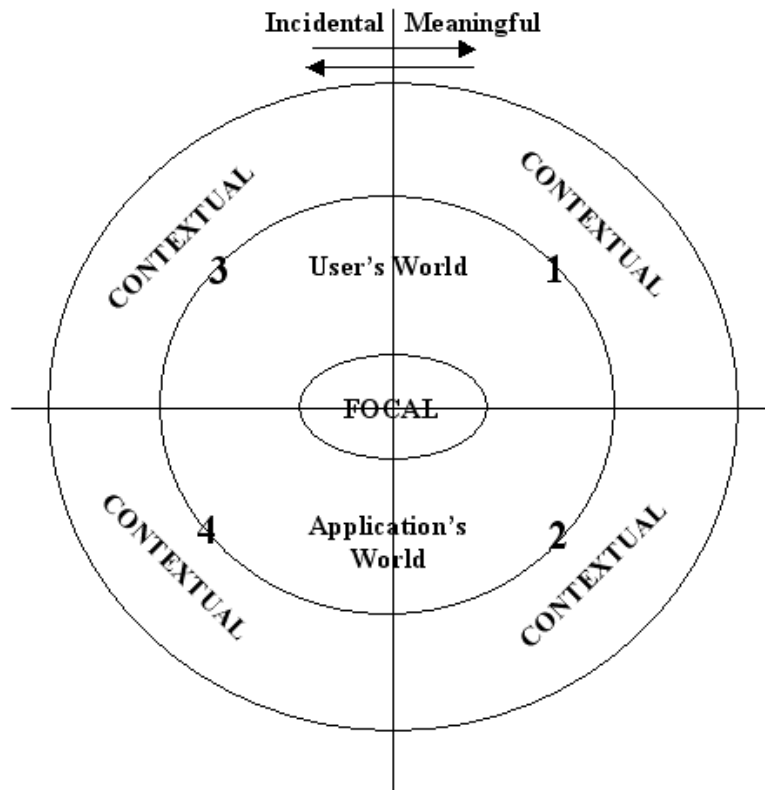 Incidental Meaningful
CONTEXTUAL CONTEXTUAL
3 User's World 1
FOCAL
4 Application's 2
World
CONTEXTUAL CONTEXTUAL